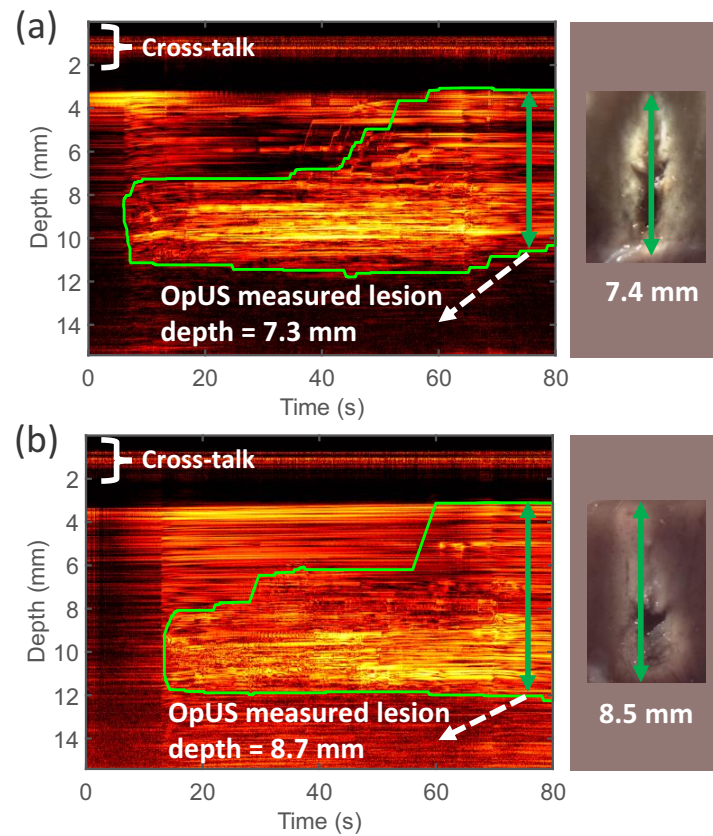 (a)
Cross-talk
2
4
6
8
10
12
14
Depth (mm)
OpUS measured lesion
depth = 7.3 mm
7.4 mm
0
20
40
60
80
Time (s)
(b)
Cross-talk
2
4
6
8
10
12
14
Depth (mm)
OpUS measured lesion
depth = 8.7 mm
8.5 mm
0
20
40
60
80
Time (s)